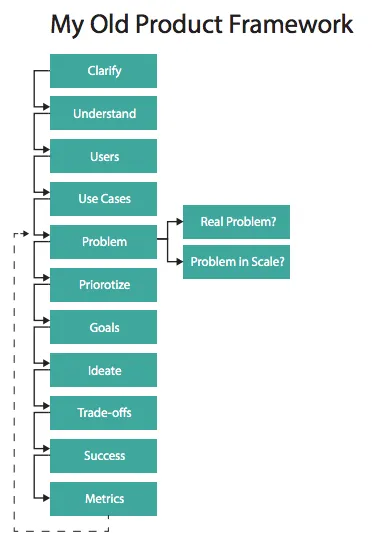 My Old Product Framework
Clarify
Understand
Users
Use Cases
Problem
Real Problem?
Problem in Scale?
Priorotize
Goals
Ideate
Trade-offs
Success
Metrics